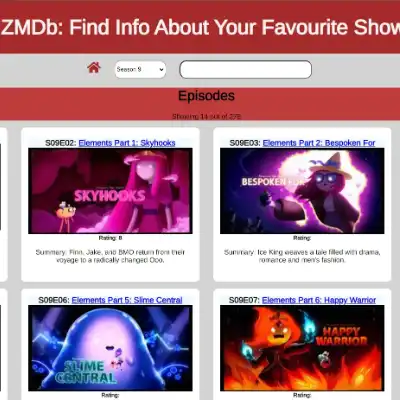 ZMDb: Find Info About Your Favourite Show
Season 9
Episodes
Showing 14 out of 278
S09E02: Elements Part 1: Skyhooks
SKYHOOKS
Rating: 8
Summary: Finn, Jake, and BMO return from their
voyage to a radically changed Ooo.
S09E03: Elements Part 2: Bespoken For
BESPOKEN FOR
Rating:
Summary: Ice King weaves a tale filled with drama,
romance and men's fashion.
S09E06: Elements Part 5: Slime Central
SLIME
CENTRAL
Rating:
S09E07: Elements Part 6: Happy Warrior
HAPPY
WARRIOR
Rating: